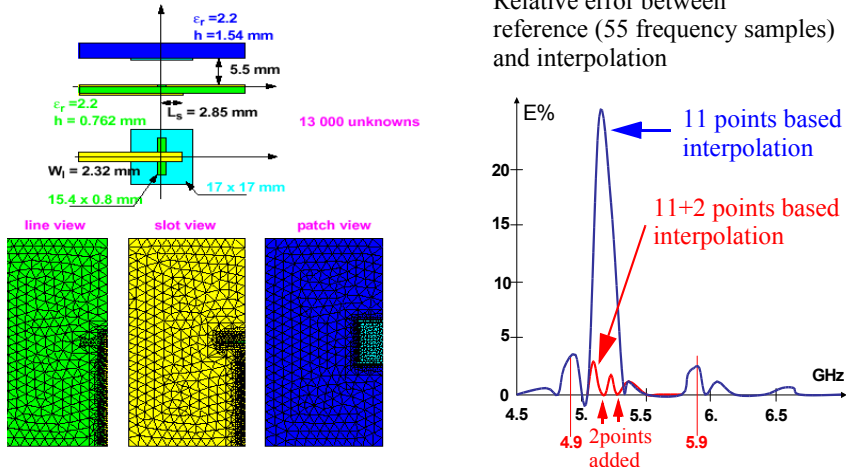 εr =2.2
h =1.54 mm
5.5 mm
εr =2.2
h = 0.762 mm
Ls = 2.85 mm
13 000 unknowns
Wl = 2.32 mm
15.4 x 0.8 mm
17 x 17 mm
line view
slot view
patch view
Relative error between
reference (55 frequency samples)
and interpolation
E%
11 points based
interpolation
11+2 points based
interpolation
20
15
10
5
0
GHz
4.5
5.
5.5
6.
6.5
4.9
2points
added
5.9